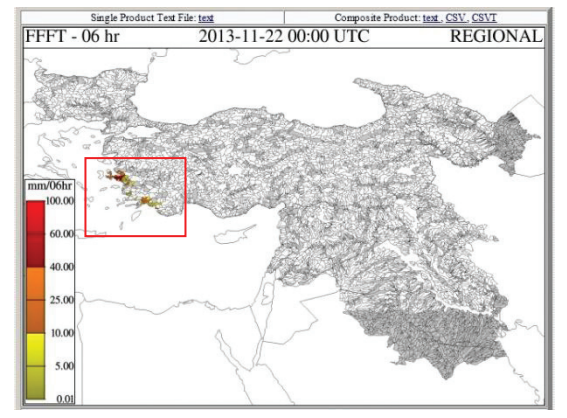 Single Product Text File: text
Composite Product: text , CSV , CSVT
FFFT - 06 hr 2013-11-22 00:00 UTC REGIONAL
mm/06hr
100.00
60.00
40.00
25.00
10.00
5.00
0.01